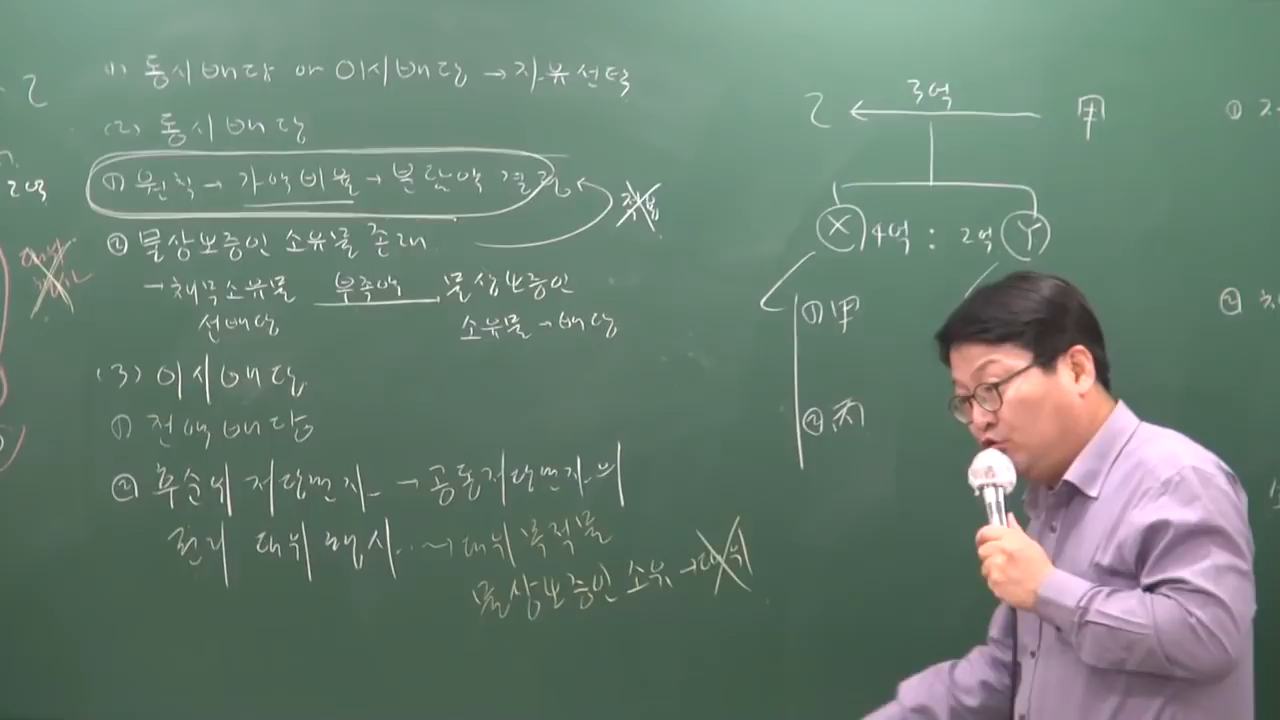 (1) 동시배당 or 이시배당 → 자유선택
(2) 동시배당
① 원칙 → 가액비율 → 분담액 결정
적용
② 물상보증인 소유물 존재
→ 채무소유물 부족액 물상보증인
선배당 소유물 → 배당
(3) 이시배당
① 전액배당
② 후순위 저당권자 → 공동저당권자의
권리 대위 행사 → 대위 목적물
물상보증인 소유 → 대위
乙 ← 3억 甲
X 4억 : 2억 Y
① 甲
② 丙
乙
2억
①
②